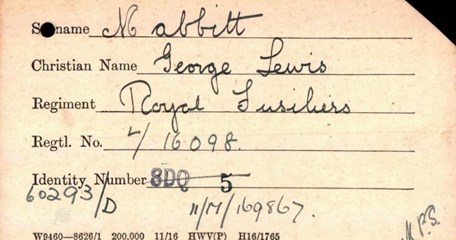 Surname Mabbitt
Christian Name George Lewis
Regiment Royal Fusiliers
Regtl. No. L/16098.
Identity Number 8DQ 5
60293/D 11/M/169867.
M.P.S.
W9460—8626/1 200,000 11/16 HWV(P) H16/1765